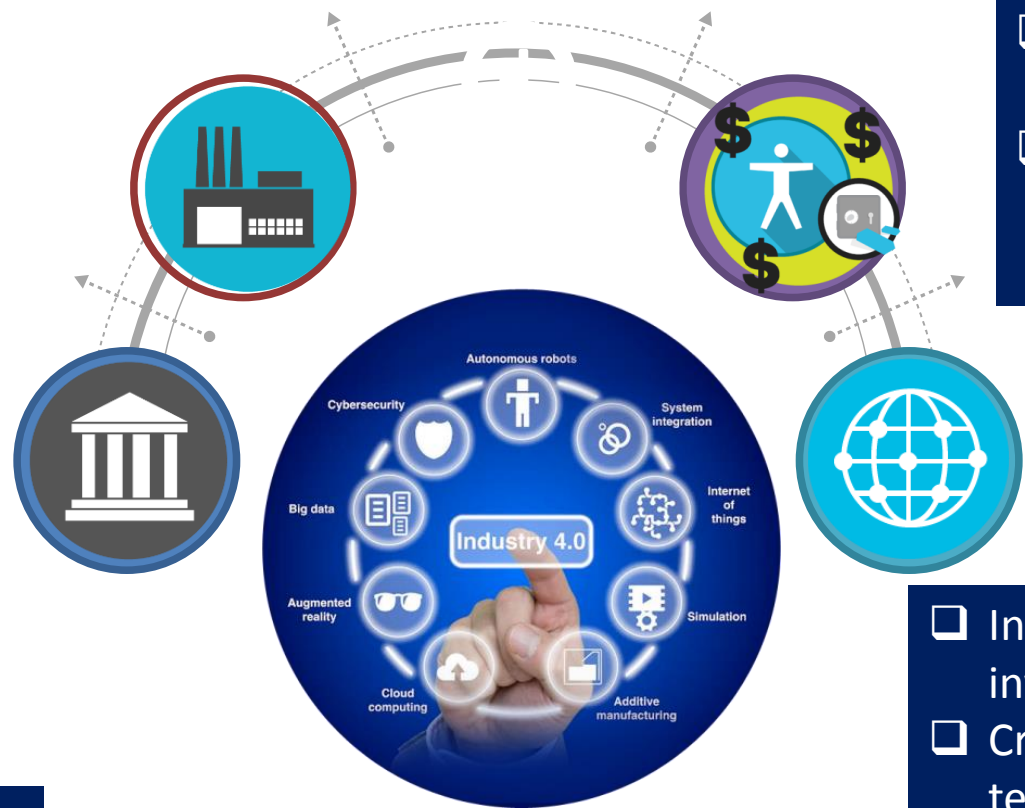 $
$
$
Autonomous robots
Cybersecurity
System
integration
Big data
Internet
of
things
Industry 4.0
Augmented
reality
Simulation
Cloud
computing
Additive
manufacturing
❑ In
❑ Cr
te